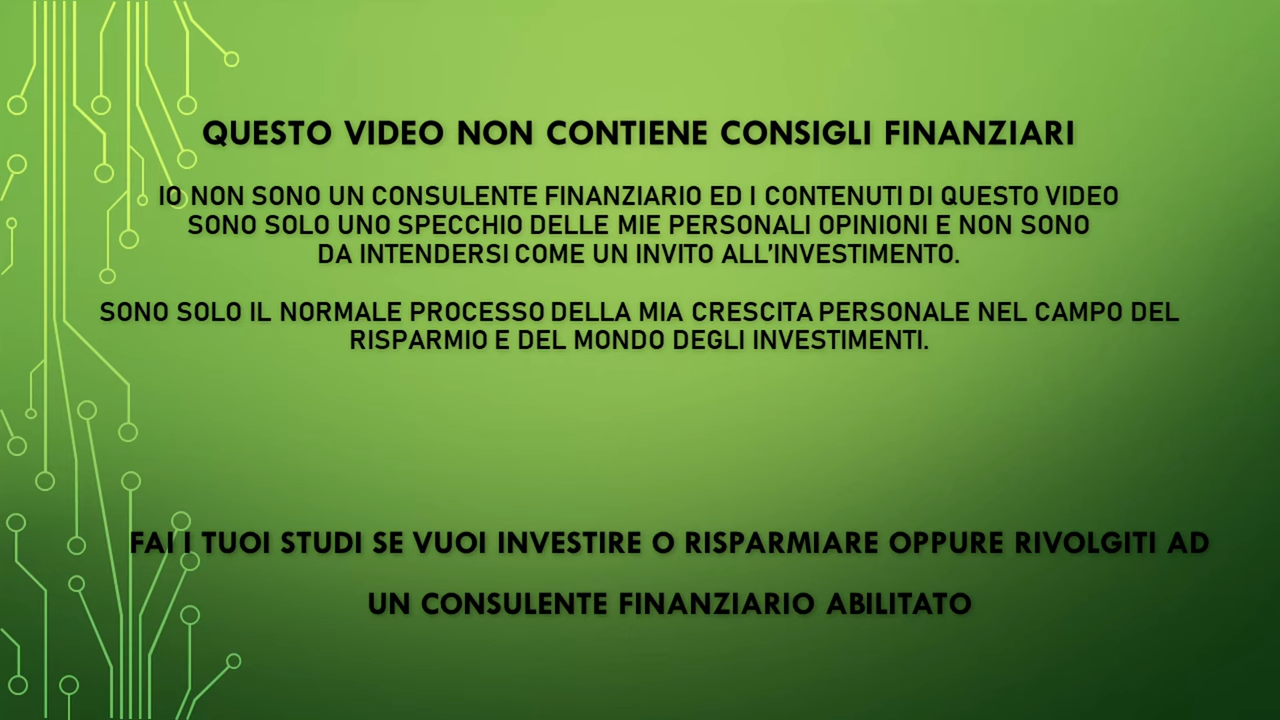 QUESTO VIDEO NON CONTIENE CONSIGLI FINANZIARI
IO NON SONO UN CONSULENTE FINANZIARIO ED I CONTENUTI DI QUESTO VIDEO
SONO SOLO UNO SPECCHIO DELLE MIE PERSONALI OPINIONI E NON SONO
DA INTENDERSI COME UN INVITO ALL'INVESTIMENTO.
SONO SOLO IL NORMALE PROCESSO DELLA MIA CRESCITA PERSONALE NEL CAMPO DEL
RISPARMIO E DEL MONDO DEGLI INVESTIMENTI.
FAI I TUOI STUDI SE VUOI INVESTIRE O RISPARMIARE OPPURE RIVOLGITI AD
UN CONSULENTE FINANZIARIO ABILITATO